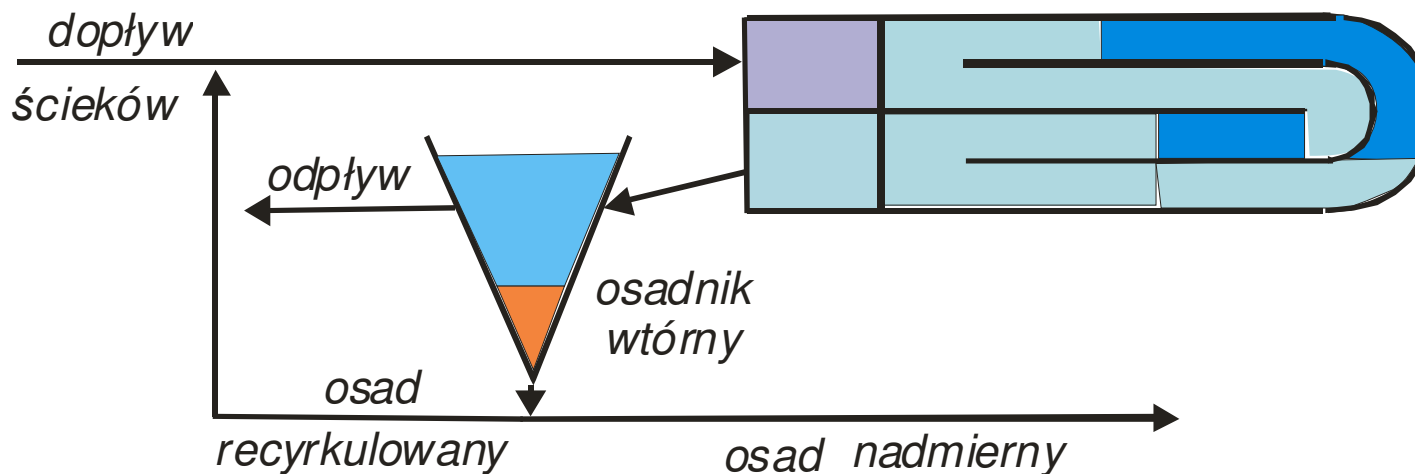 dopływ
ścieków
odpływ
osadnik
wtórny
osad
recyrkulowany
osad nadmierny